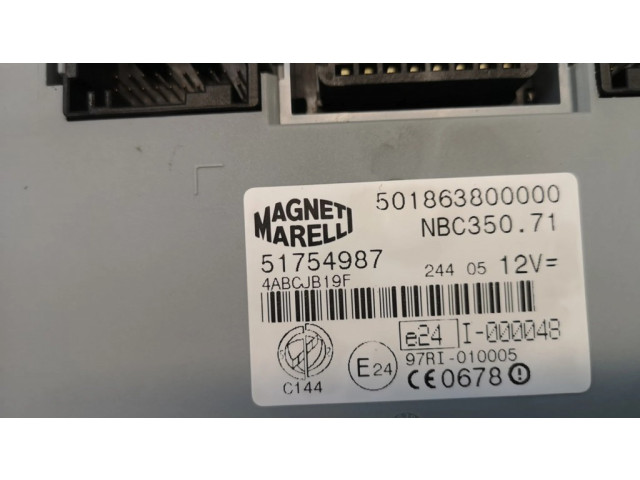 MAGNETI
MARELLI
501863800000
NBC350.71
51754987
4ABCJB19F
244 05 12V=
e24 I-000048
97RI-010005
E24
C144
CE0678